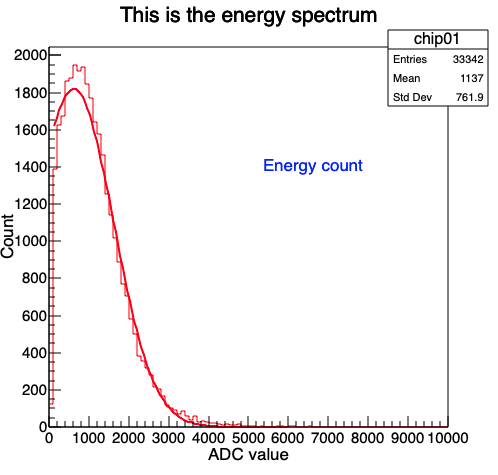 This is the energy spectrum
chip01
Entries 33342
Mean 1137
Std Dev 761.9
Energy count
Count
2000
1800
1600
1400
1200
1000
800
600
400
200
0
0 1000 2000 3000 4000 5000 6000 7000 8000 9000 10000
ADC value